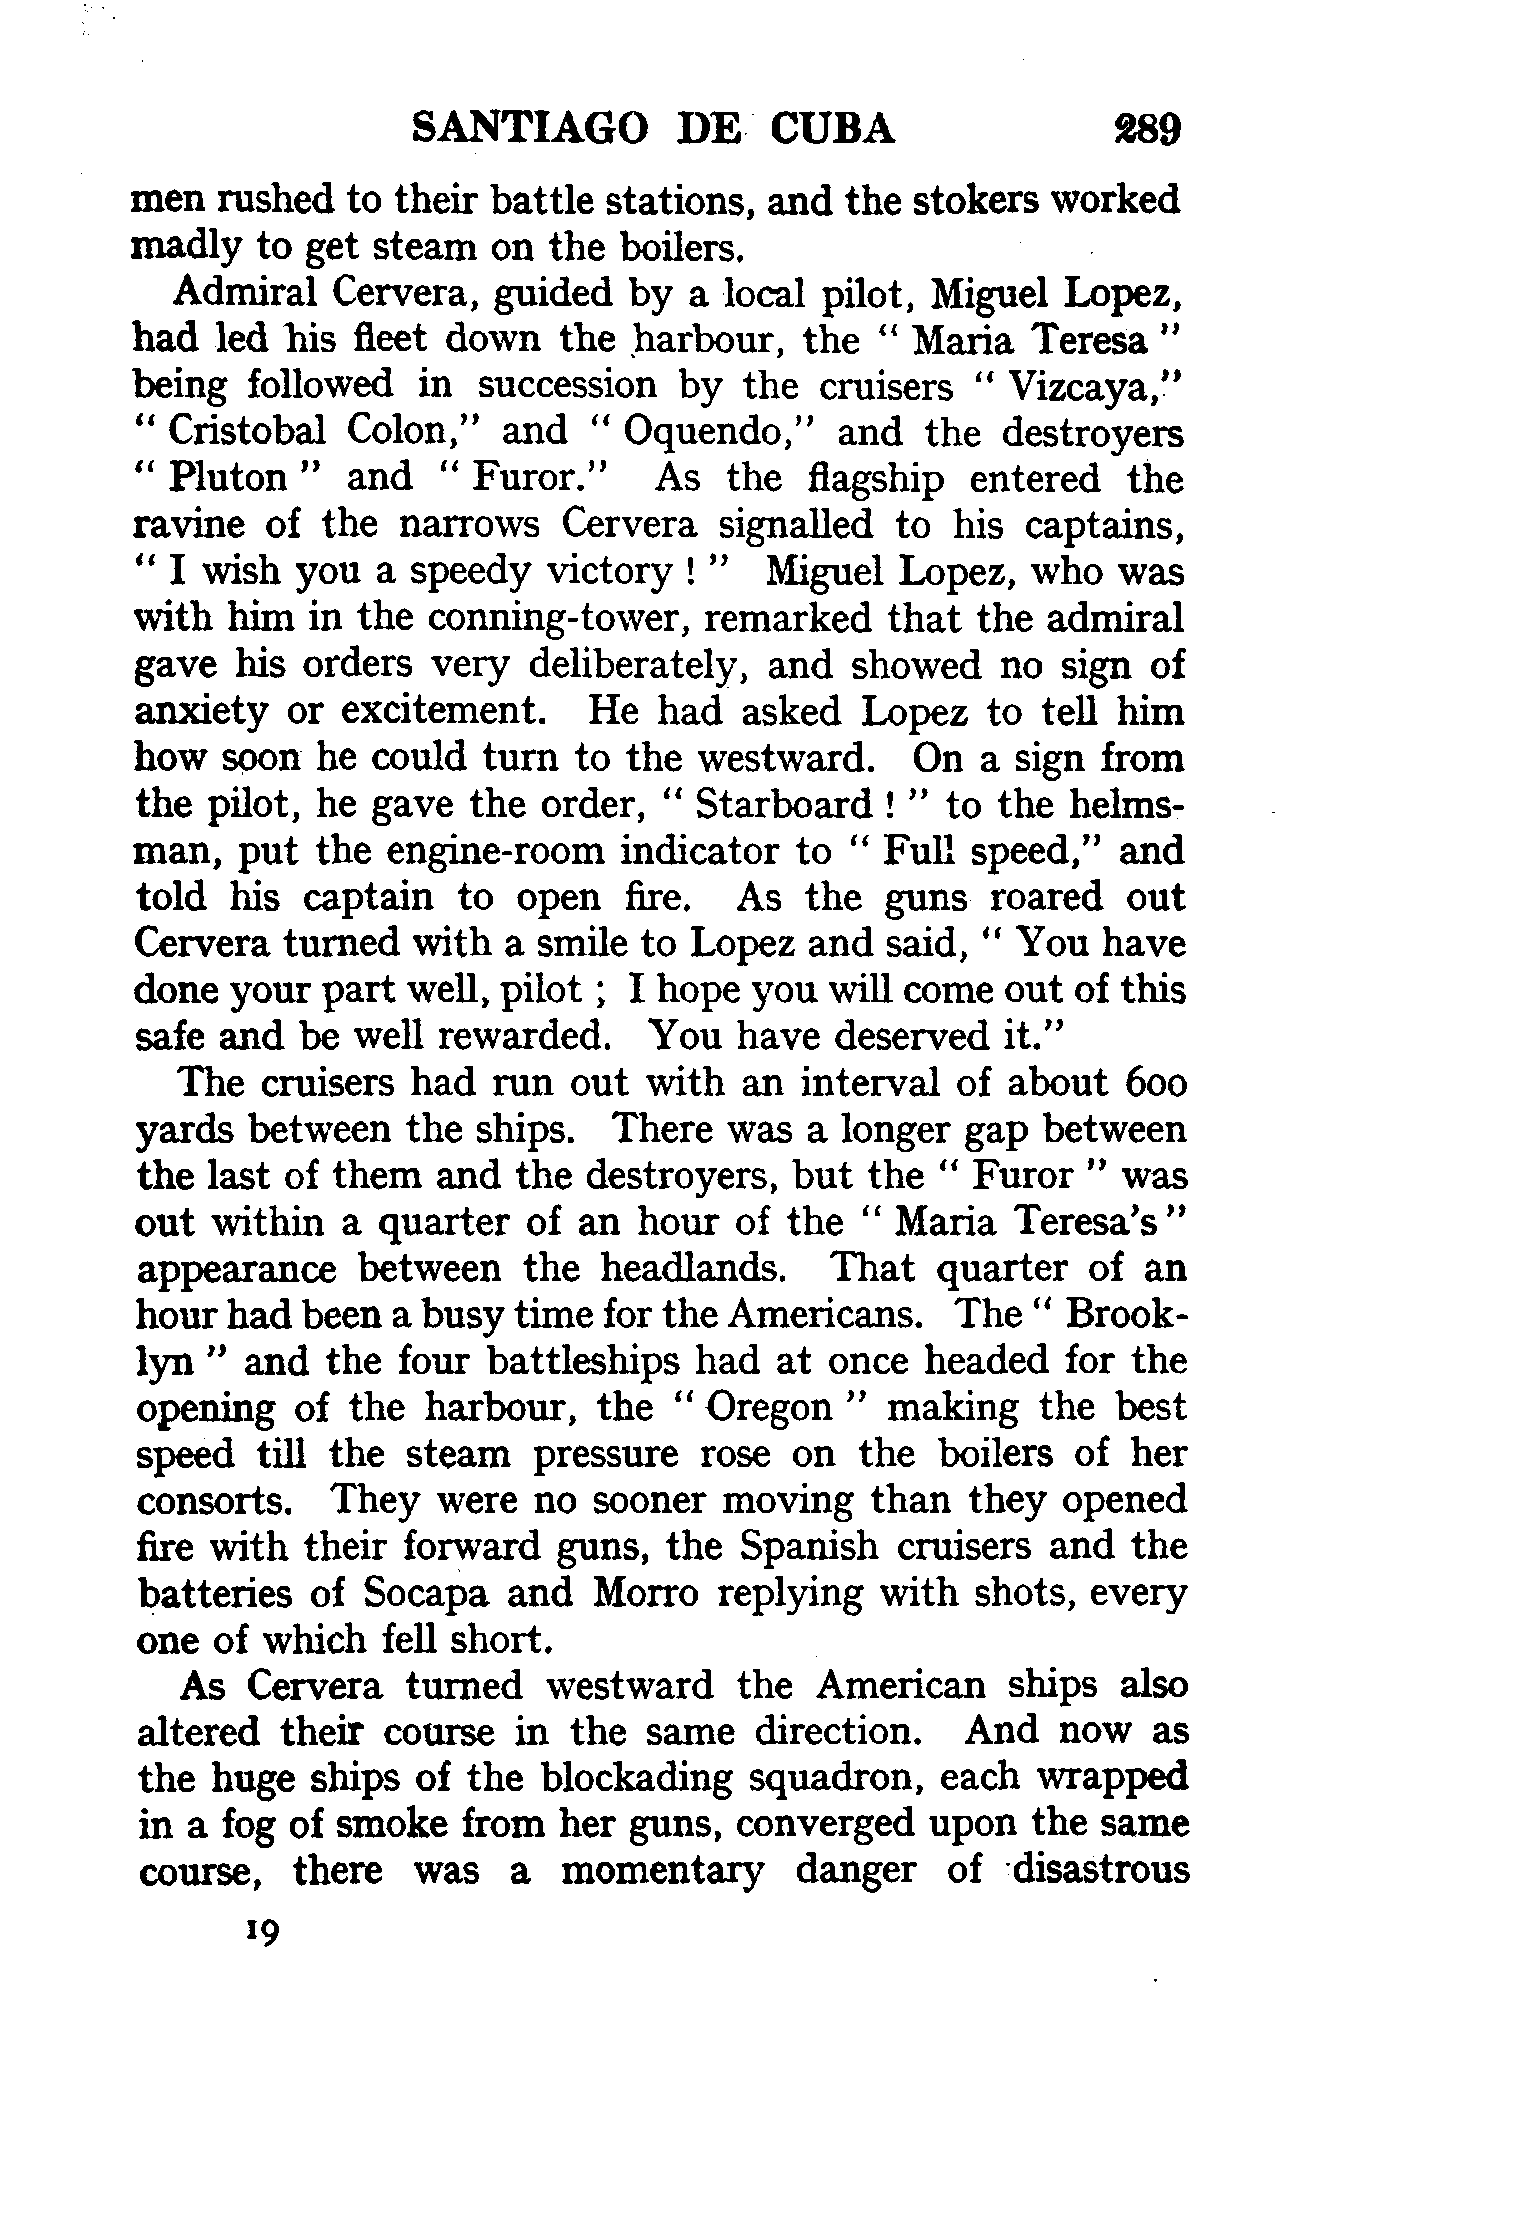 SANTIAGO DE CUBA 289
men rushed to their battle stations, and the stokers worked
madly to get steam on the boilers.
Admiral Cervera, guided by a local pilot, Miguel Lopez,
had led his fleet down the harbour, the " Maria Teresa "
being followed in succession by the cruisers " Vizcaya,"
" Cristobal Colon," and " Oquendo," and the destroyers
" Pluton " and " Furor." As the flagship entered the
ravine of the narrows Cervera signalled to his captains,
" I wish you a speedy victory ! " Miguel Lopez, who was
with him in the conning-tower, remarked that the admiral
gave his orders very deliberately, and showed no sign of
anxiety or excitement. He had asked Lopez to tell him
how soon he could turn to the westward. On a sign from
the pilot, he gave the order, " Starboard ! " to the helms-
man, put the engine-room indicator to " Full speed," and
told his captain to open fire. As the guns roared out
Cervera turned with a smile to Lopez and said, " You have
done your part well, pilot ; I hope you will come out of this
safe and be well rewarded. You have deserved it."
The cruisers had run out with an interval of about 600
yards between the ships. There was a longer gap between
the last of them and the destroyers, but the " Furor " was
out within a quarter of an hour of the " Maria Teresa's "
appearance between the headlands. That quarter of an
hour had been a busy time for the Americans. The " Brook-
lyn " and the four battleships had at once headed for the
opening of the harbour, the " Oregon " making the best
speed till the steam pressure rose on the boilers of her
consorts. They were no sooner moving than they opened
fire with their forward guns, the Spanish cruisers and the
batteries of Socapa and Morro replying with shots, every
one of which fell short.
As Cervera turned westward the American ships also
altered their course in the same direction. And now as
the huge ships of the blockading squadron, each wrapped
in a fog of smoke from her guns, converged upon the same
course, there was a momentary danger of disastrous
19